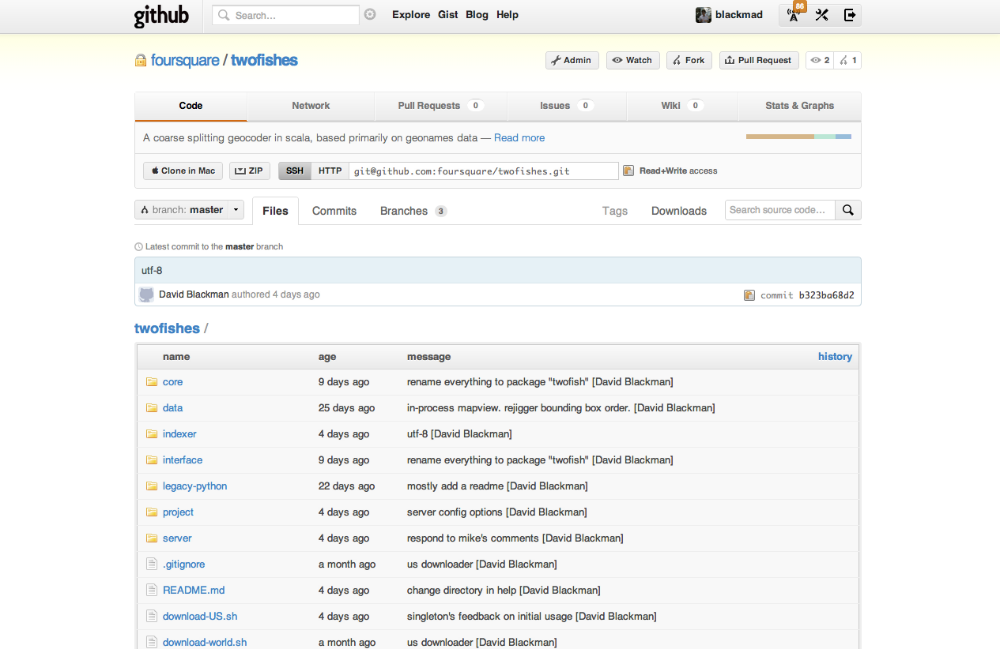 github Search... Explore Gist Blog Help blackmad 86
foursquare / twofishes Admin Watch Fork Pull Request 2 1
Code Network Pull Requests 0 Issues 0 Wiki 0 Stats & Graphs
A coarse splitting geocoder in scala, based primarily on geonames data — Read more
Clone in Mac ZIP SSH HTTP git@github.com:foursquare/twofishes.git Read+Write access
branch: master Files Commits Branches 3 Tags Downloads Search source code...
Latest commit to the master branch
utf-8
David Blackman authored 4 days ago commit b323ba68d2
twofishes /
name age message history
core 9 days ago rename everything to package "twofish" [David Blackman]
data 25 days ago in-process mapview. rejigger bounding box order. [David Blackman]
indexer 4 days ago utf-8 [David Blackman]
interface 9 days ago rename everything to package "twofish" [David Blackman]
legacy-python 22 days ago mostly add a readme [David Blackman]
project 4 days ago server config options [David Blackman]
server 4 days ago respond to mike's comments [David Blackman]
.gitignore a month ago us downloader [David Blackman]
README.md 4 days ago change directory in help [David Blackman]
download-US.sh 4 days ago singleton's feedback on initial usage [David Blackman]
download-world.sh a month ago us downloader [David Blackman]